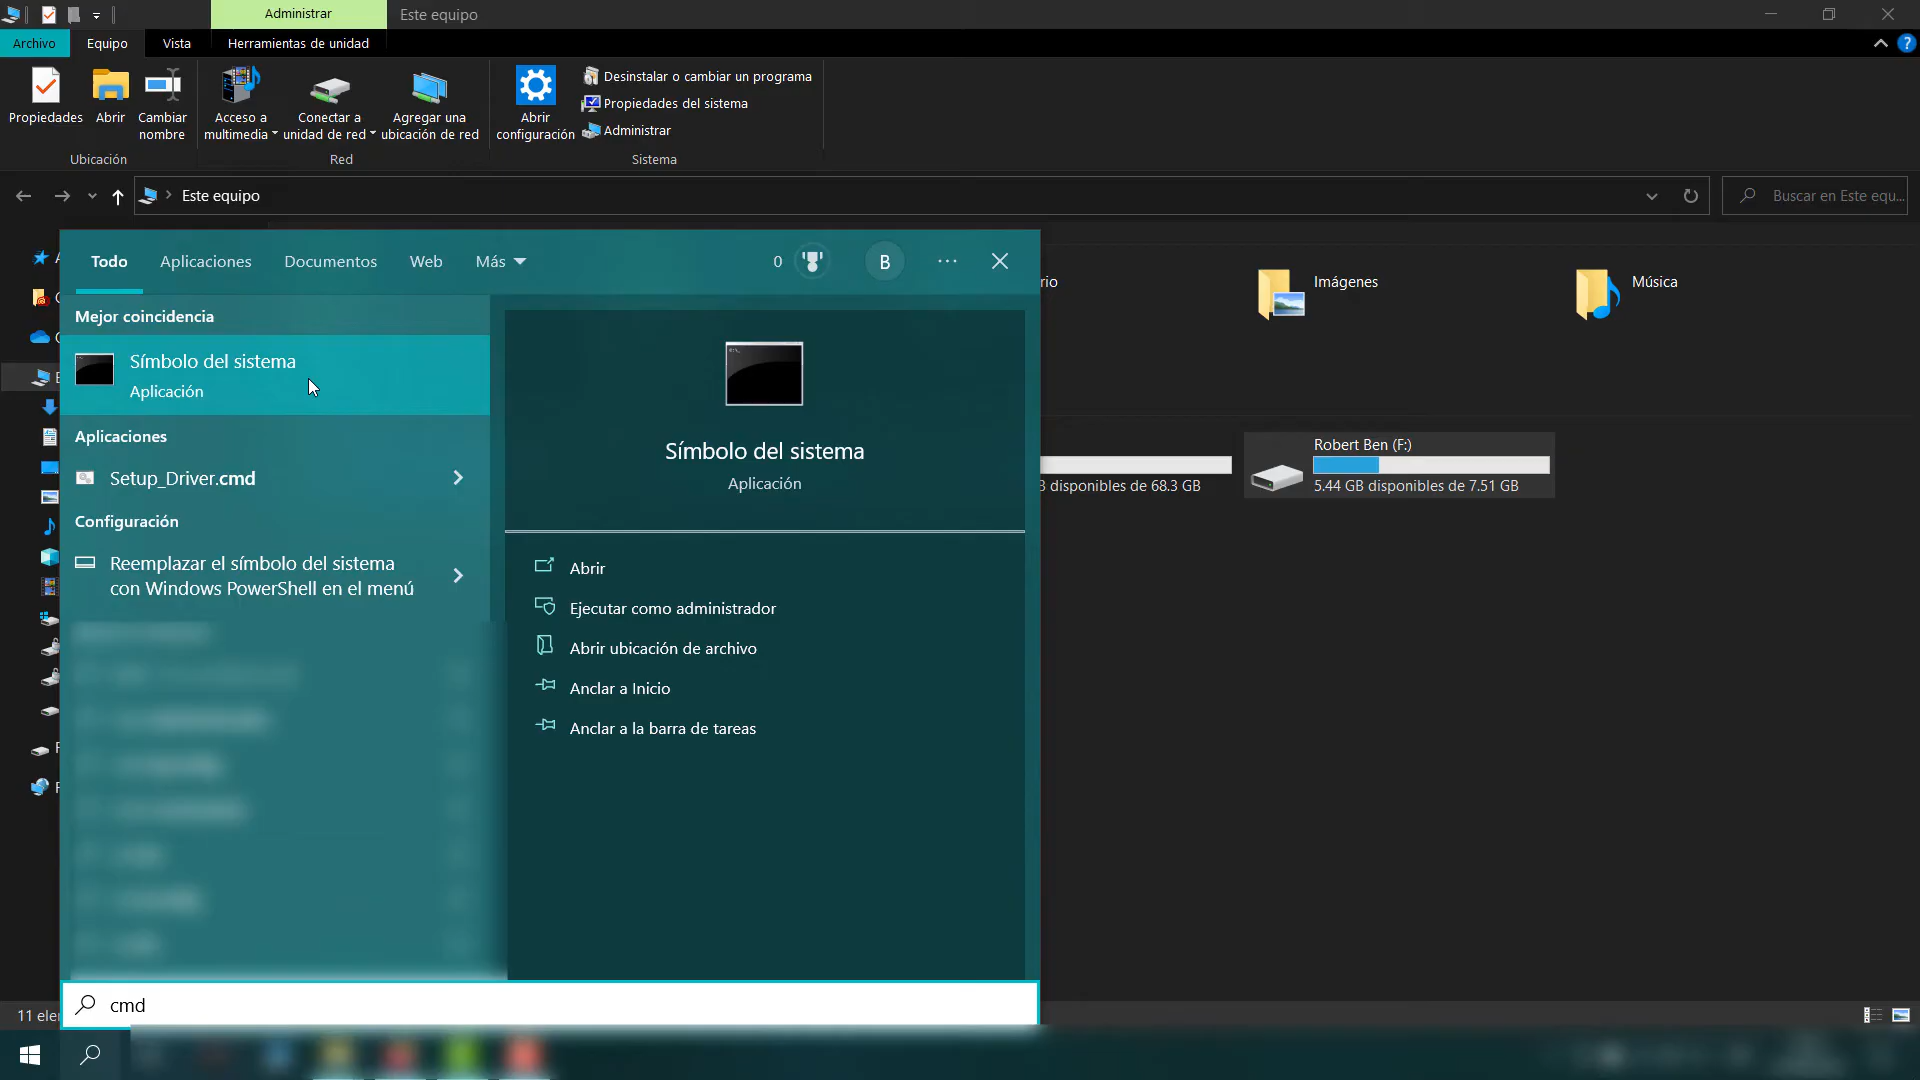 Administrar
Este equipo
Archivo
Equipo
Vista
Herramientas de unidad
Propiedades
Abrir
Cambiar
nombre
Acceso a
multimedia
Conectar a
unidad de red
Agregar una
ubicación de red
Abrir
configuración
Desinstalar o cambiar un programa
Propiedades del sistema
Administrar
Ubicación
Red
Sistema
Este equipo
Buscar en Este equ...
Todo
Aplicaciones
Documentos
Web
Más
0
B
Mejor coincidencia
Símbolo del sistema
Aplicación
Aplicaciones
Setup_Driver.cmd
Configuración
Reemplazar el símbolo del sistema
con Windows PowerShell en el menú
Símbolo del sistema
Aplicación
Abrir
Ejecutar como administrador
Abrir ubicación de archivo
Anclar a Inicio
Anclar a la barra de tareas
rio
Imágenes
Música
3 disponibles de 68.3 GB
Robert Ben (F:)
5.44 GB disponibles de 7.51 GB
11 ele
cmd